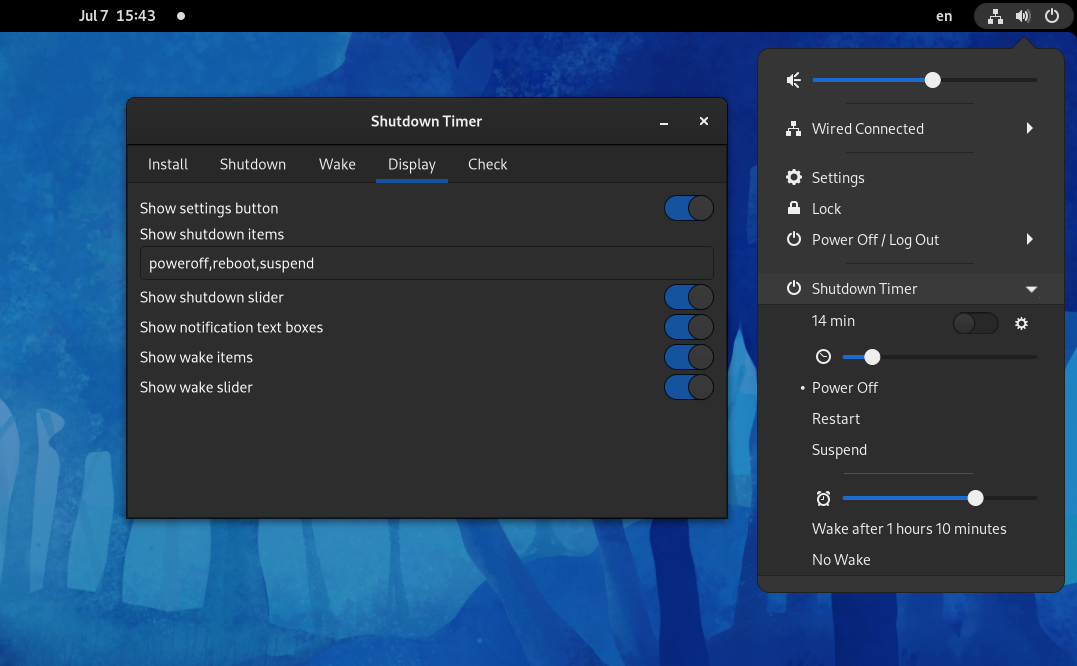 Jul 7 15:43
en
Shutdown Timer
Install Shutdown Wake Display Check
Show settings button
Show shutdown items
poweroff,reboot,suspend
Show shutdown slider
Show notification text boxes
Show wake items
Show wake slider
Wired Connected
Settings
Lock
Power Off / Log Out
Shutdown Timer
14 min
Power Off
Restart
Suspend
Wake after 1 hours 10 minutes
No Wake